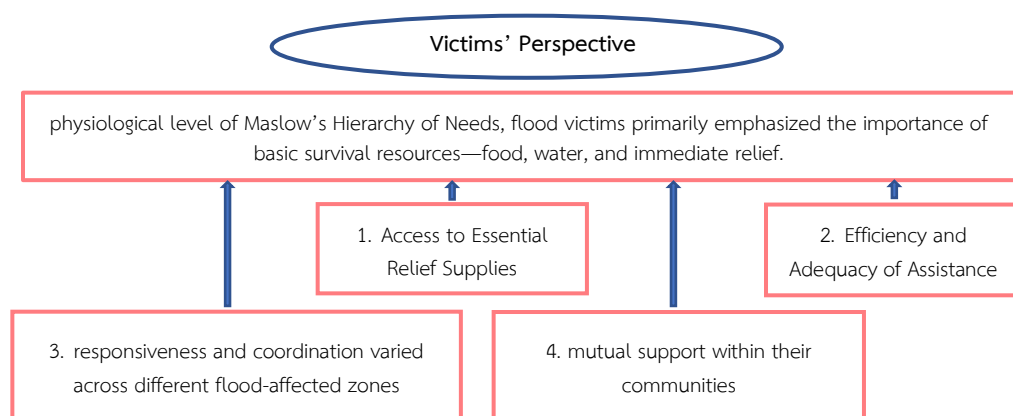 Victims’ Perspective
physiological level of Maslow’s Hierarchy of Needs, flood victims primarily emphasized the importance of
basic survival resources—food, water, and immediate relief.
1. Access to Essential
Relief Supplies
2. Efficiency and
Adequacy of Assistance
3. responsiveness and coordination varied
across different flood-affected zones
4. mutual support within their
communities